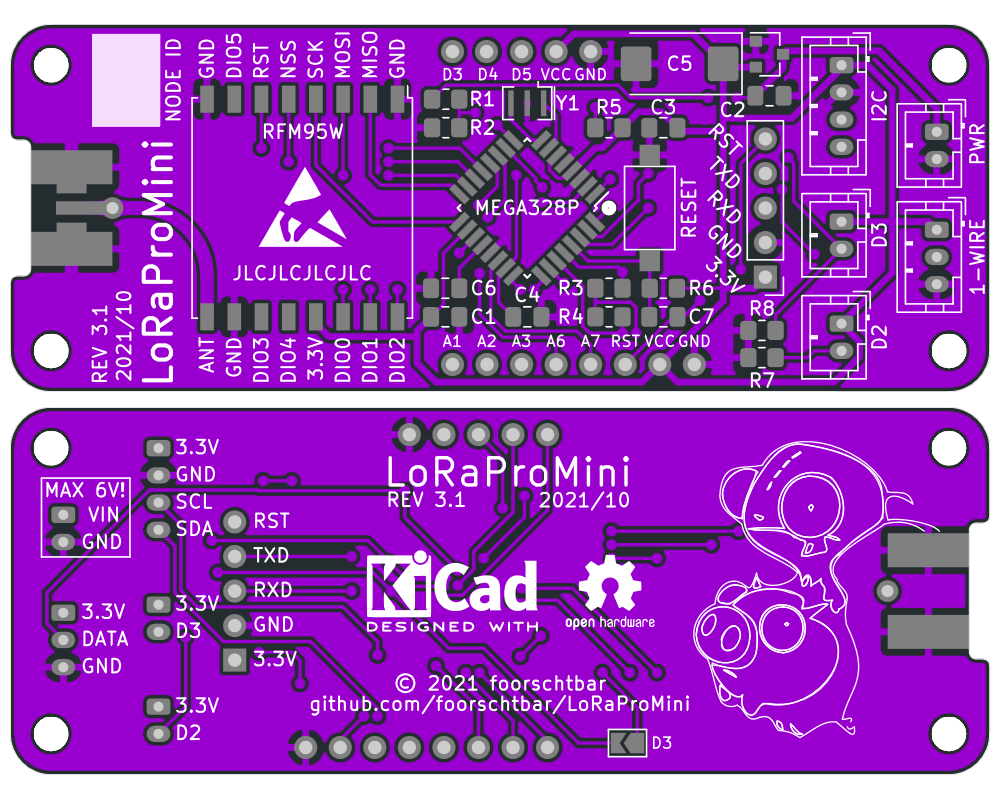 NODE ID
GND
DIO5
RST
NSS
SCK
MOSI
MISO
GND
D3 D4 D5 VCC GND
C5
R1
R2
Y1
R5
C3
C2
I2C
PWR
RFM95W
RST
TXD
RXD
GND
3.3V
MEGA328P
RESET
D3
1-WIRE
LoRaProMini
REV 3.1
2021/10
JLCJLCJLCJLC
C6
C1
C4
R3
R4
R6
C7
R8
R7
D2
ANT
GND
DIO3
DIO4
3.3V
DIO0
DIO1
DIO2
A1 A2 A3 A6 A7 RST VCC GND
3.3V
GND
SCL
SDA
MAX 6V!
VIN
GND
RST
TXD
RXD
GND
3.3V
3.3V
D3
3.3V
DATA
GND
3.3V
D2
LoRaProMini
REV 3.1 2021/10
KiCad
DESIGNED WITH
open hardware
© 2021 foorschtbar
github.com/foorschtbar/LoRaProMini
D3